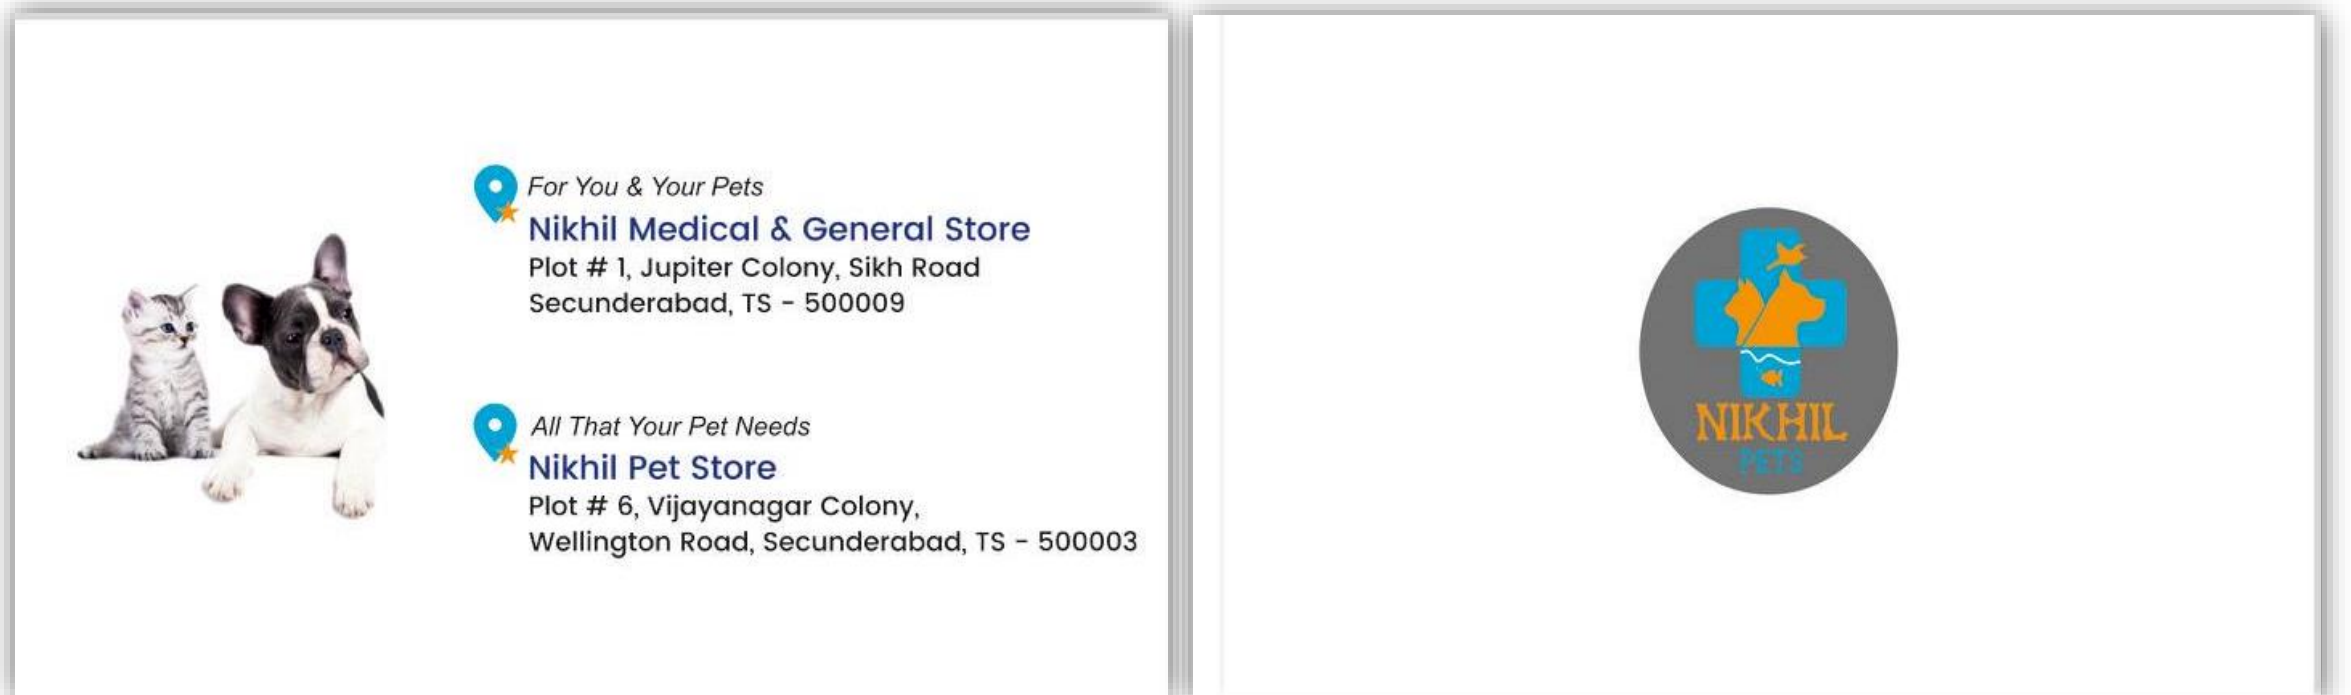 For You & Your Pets
Nikhil Medical & General Store
Plot # 1, Jupiter Colony, Sikh Road
Secunderabad, TS - 500009
All That Your Pet Needs
Nikhil Pet Store
Plot # 6, Vijayanagar Colony,
Wellington Road, Secunderabad, TS - 500003
NIKHIL
PETS